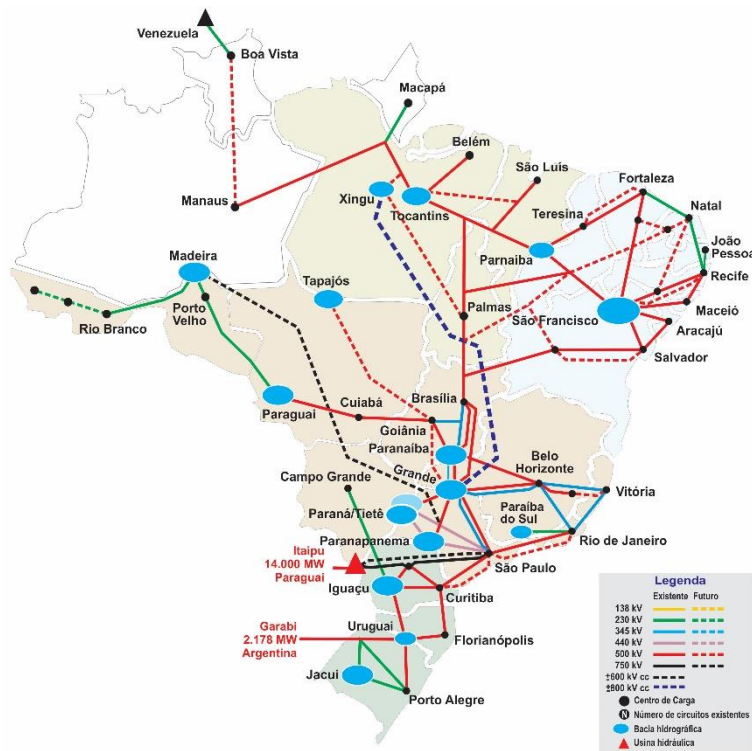 Venezuela
Boa Vista
Macapá
Belém
São Luis
Fortaleza
Manaus
Xingu
Tocantins
Teresina
Natal
João
Pessoa
Parnaiba
Recife
Madeira
Tapajós
Palmas
São Francisco
Maceió
Aracajú
Rio Branco
Porto
Velho
Salvador
Paraguai
Cuiabá
Brasília
Goiânia
Paranaíba
Belo
Horizonte
Campo Grande
Grande
Vitória
Paraná/Tietê
Paraíba
do Sul
Paranapanema
Rio de Janeiro
Itaipu
14.000 MW
Paraguai
São Paulo
Iguaçu
Curitiba
Garabi
2.178 MW
Argentina
Uruguai
Florianópolis
Jacui
Porto Alegre
Legenda
Existente Futuro
138 kV
230 kV
345 kV
440 kV
500 kV
750 kV
±600 kV cc
±800 kV cc
Centro de Carga
N Número de circuitos existentes
Bacia hidrográfica
Usina hidráulica